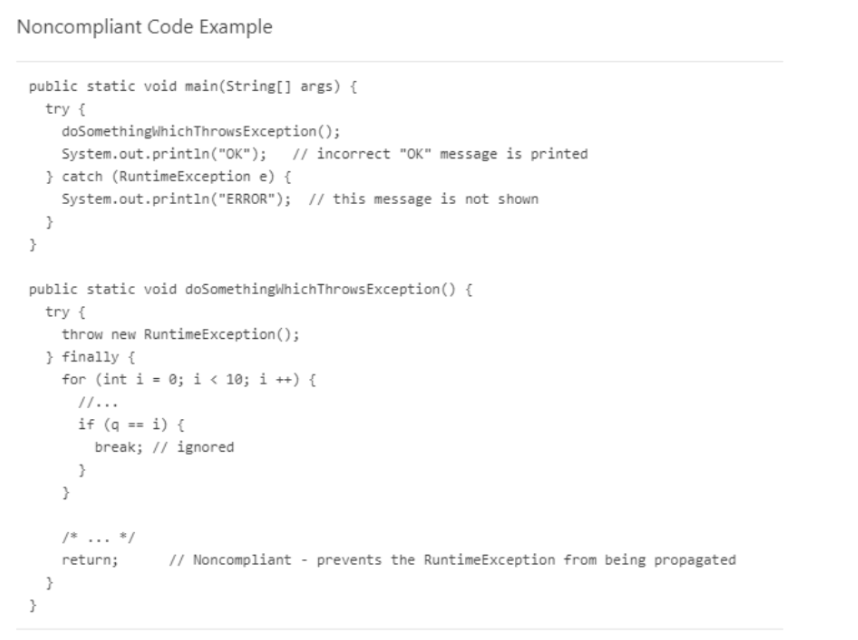 Noncompliant Code Example
public static void main(String[] args) {
  try {
    doSomethingWhichThrowsException();
    System.out.println("OK");   // incorrect "OK" message is printed
  } catch (RuntimeException e) {
    System.out.println("ERROR");  // this message is not shown
  }
}
public static void doSomethingWhichThrowsException() {
  try {
    throw new RuntimeException();
  } finally {
    for (int i = 0; i < 10; i ++) {
      //...
      if (q == i) {
        break; // ignored
      }
    }
    /* ... */
    return;      // Noncompliant - prevents the RuntimeException from being propagated
  }
}